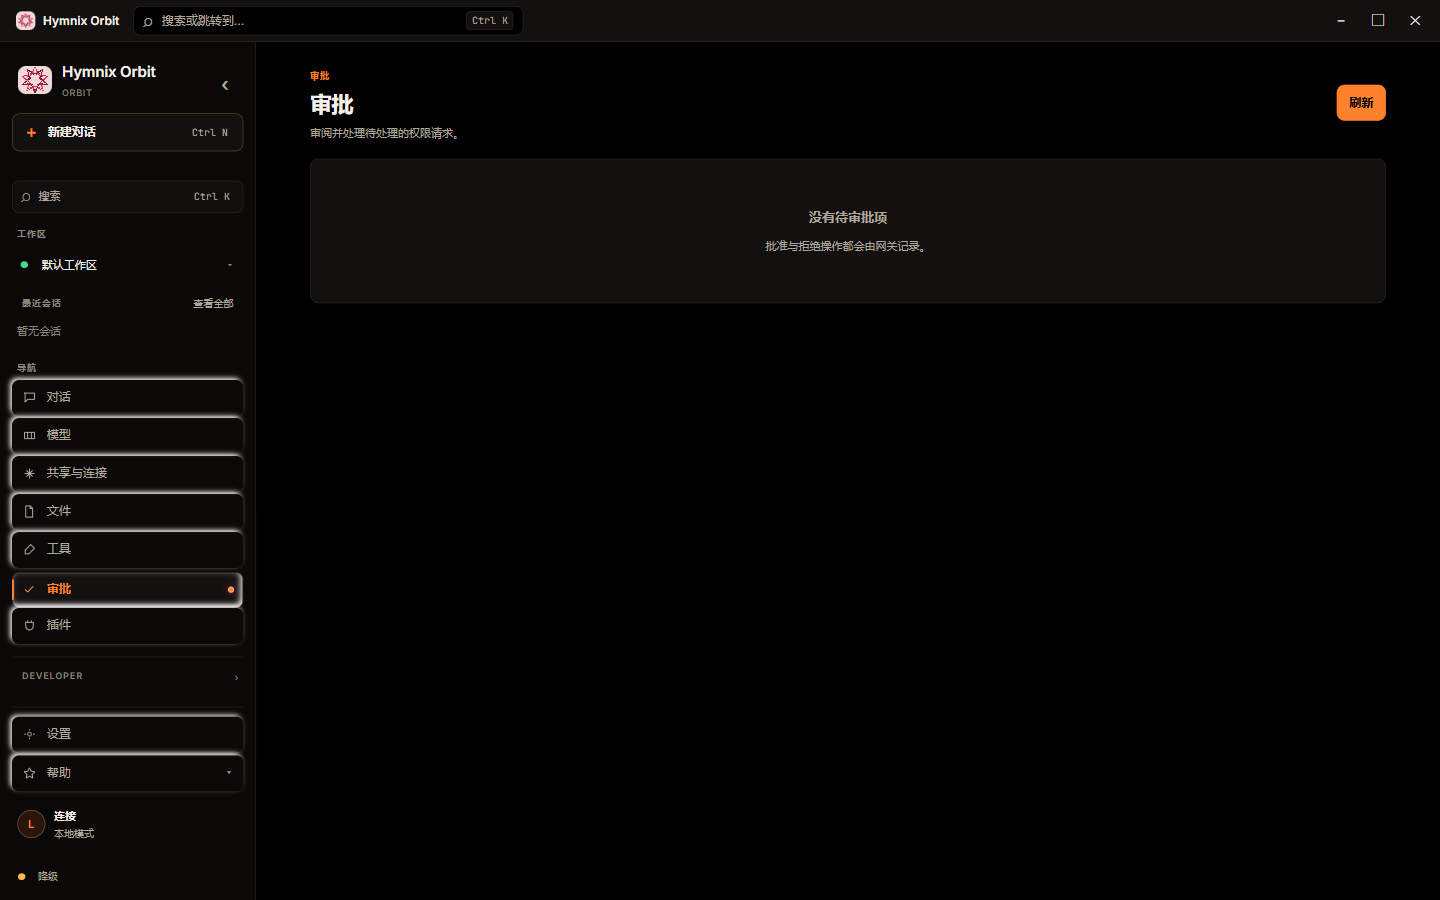 Hymnix Orbit
搜索或跳转到...
Ctrl K
Hymnix Orbit
ORBIT
新建对话
Ctrl N
搜索
Ctrl K
工作区
默认工作区
最近会话
查看全部
暂无会话
导航
对话
模型
共享与连接
文件
工具
审批
插件
DEVELOPER
设置
帮助
L
连接
本地模式
降级
审批
审批
审阅并处理待处理的权限请求。
刷新
没有待审批项
批准与拒绝操作都会由网关记录。